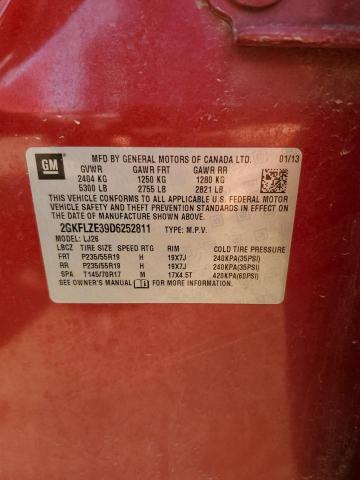 GM MFD BY GENERAL MOTORS OF CANADA LTD. 01/13
GVWR GAWR FRT GAWR RR
2404 KG 1250 KG 1280 KG
5300 LB 2755 LB 2821 LB
THIS VEHICLE CONFORMS TO ALL APPLICABLE U.S. FEDERAL MOTOR
VEHICLE SAFETY, BUMPER, AND THEFT PREVENTION STANDARDS IN
EFFECT ON THE DATE OF MANUFACTURE SHOWN ABOVE.
2GKFLZE39D6252811 TYPE: M.P.V.
MODEL: LJ26
LBCZ TIRE SIZE SPEED RTG RIM COLD TIRE PRESSURE
FRT P235/55R19 H 19X7J 240KPA(35PSI)
RR P235/55R19 H 19X7J 240KPA(35PSI)
SPA T145/70R17 M 17X4.5T 420KPA(60PSI)
SEE OWNER'S MANUAL FOR MORE INFORMATION.